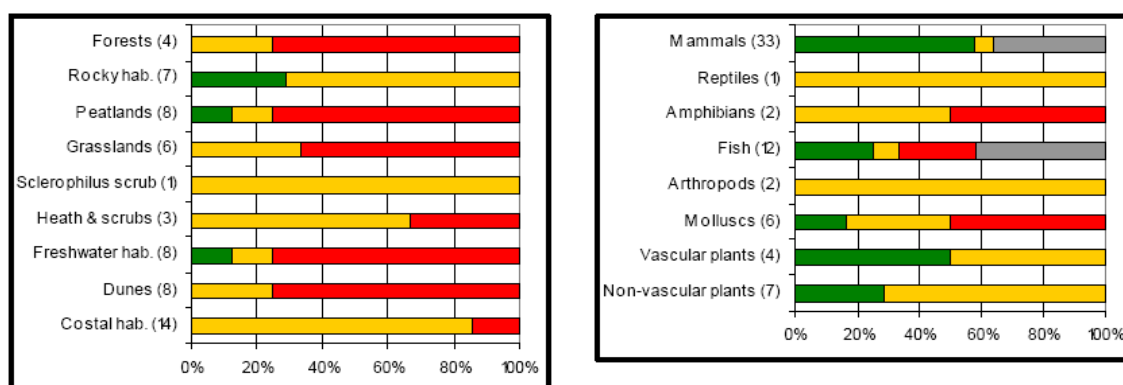 Forests (4)
Rocky hab. (7)
Peatlands (8)
Grasslands (6)
Sclerophilus scrub (1)
Heath & scrubs (3)
Freshwater hab. (8)
Dunes (8)
Costal hab. (14)
0% 20% 40% 60% 80% 100%
Mammals (33)
Reptiles (1)
Amphibians (2)
Fish (12)
Arthropods (2)
Molluscs (6)
Vascular plants (4)
Non-vascular plants (7)
0% 20% 40% 60% 80% 100%